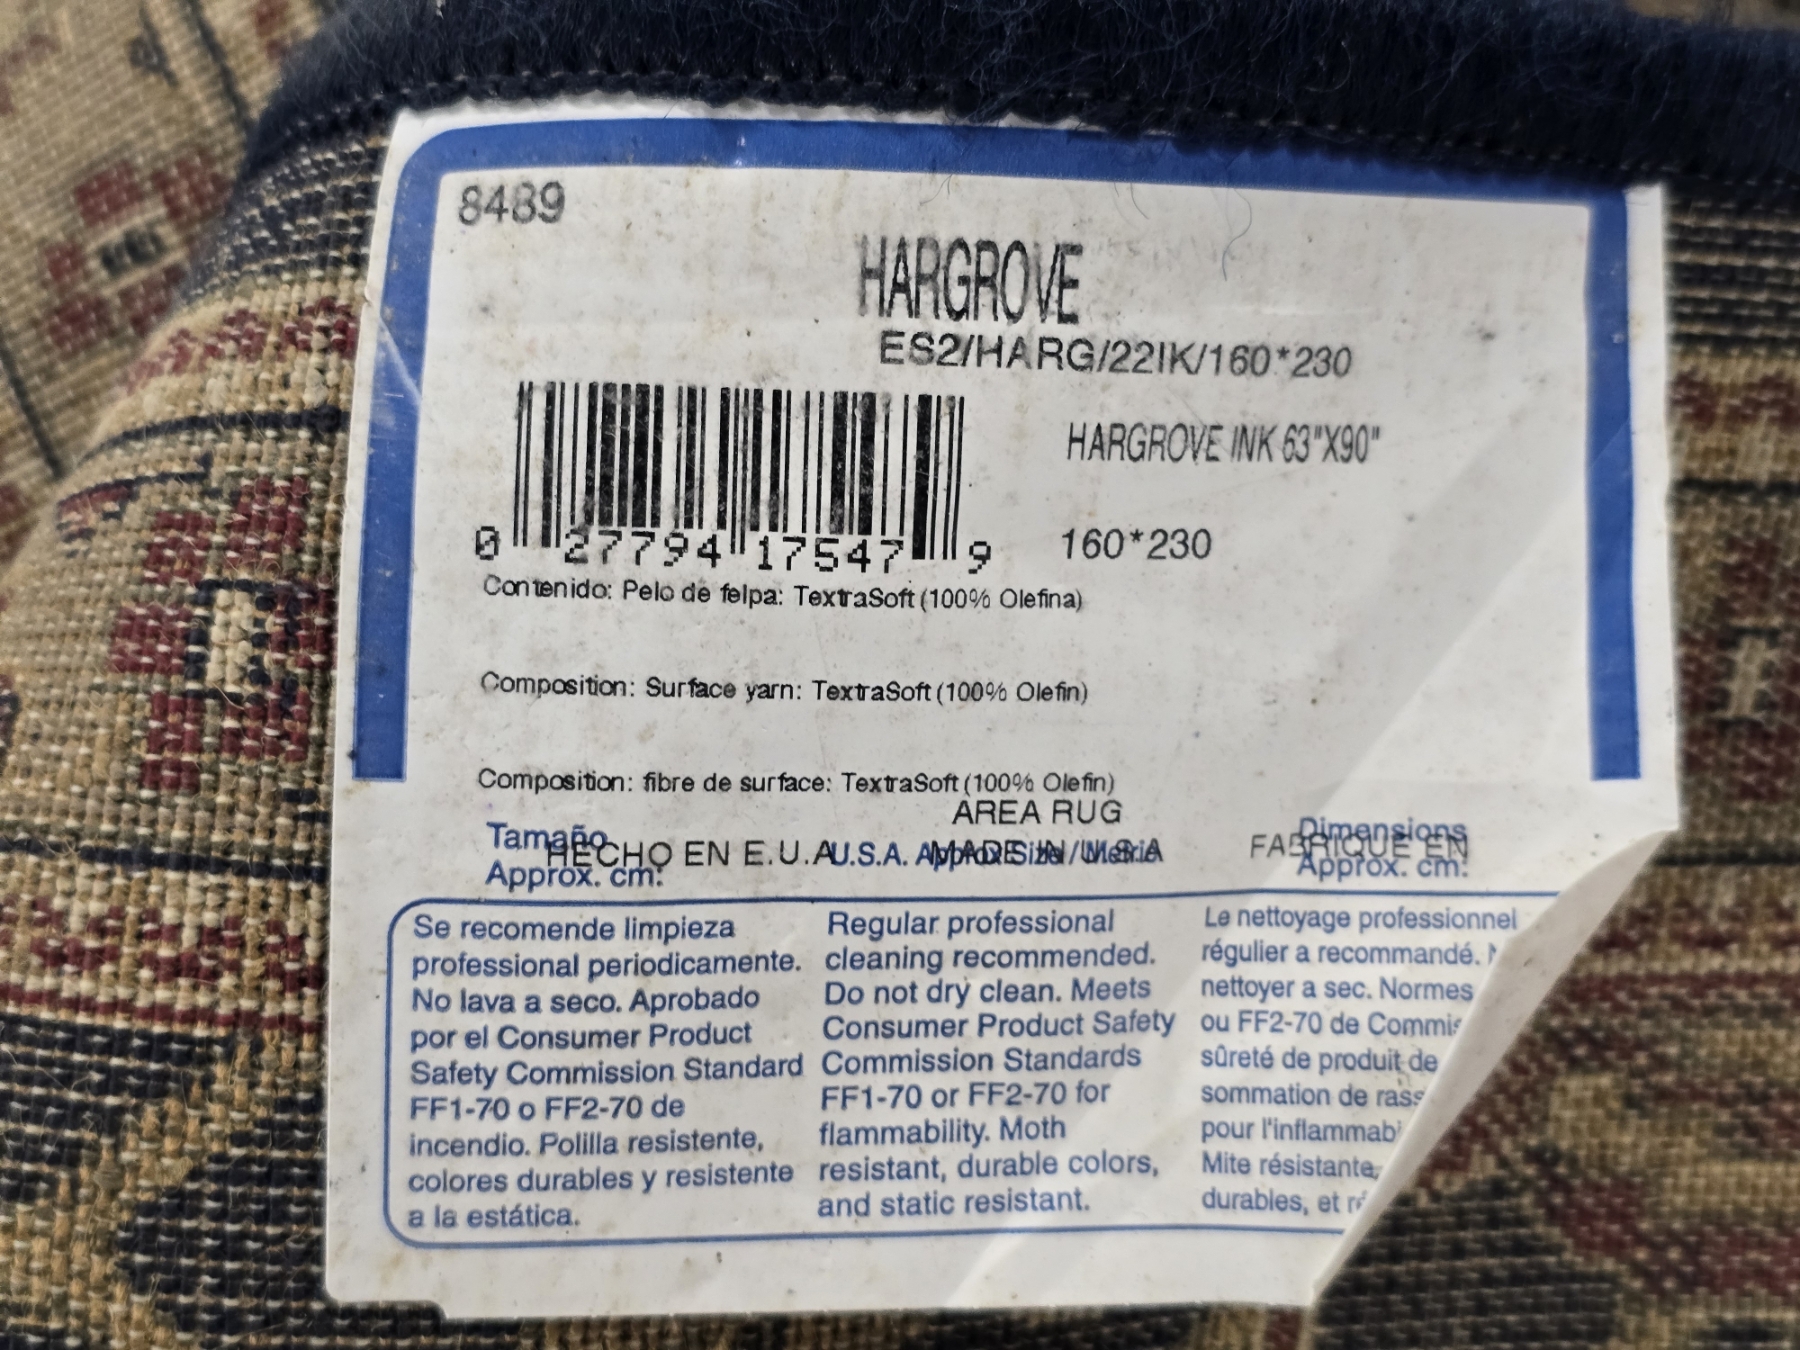 8489
HARGROVE
ES2/HARG/22IK/160*230
HARGROVE INK 63"X90"
0 27794 17547 9
160*230
Contenido: Pelo de felpa: TextraSoft (100% Olefina)
Composition: Surface yarn: TextraSoft (100% Olefin)
Composition: fibre de surface: TextraSoft (100% Olefin)
AREA RUG
Tamaño
Approx. cm:
HECHO EN E.U.A
U.S.A. Approx Size / Metric
MADE IN U.S.A
Dimensions
Approx. cm:
FABRIQUE EN
Se recomende limpieza
professional periodicamente.
No lava a seco. Aprobado
por el Consumer Product
Safety Commission Standard
FF1-70 o FF2-70 de
incendio. Polilla resistente,
colores durables y resistente
a la estática.
Regular professional
cleaning recommended.
Do not dry clean. Meets
Consumer Product Safety
Commission Standards
FF1-70 or FF2-70 for
flammability. Moth
resistant, durable colors,
and static resistant.
Le nettoyage professionnel
régulier a recommandé.
nettoyer a sec. Normes
ou FF2-70 de
sûreté de produit de
sommation de
pour
Mite résistante,
durables, et